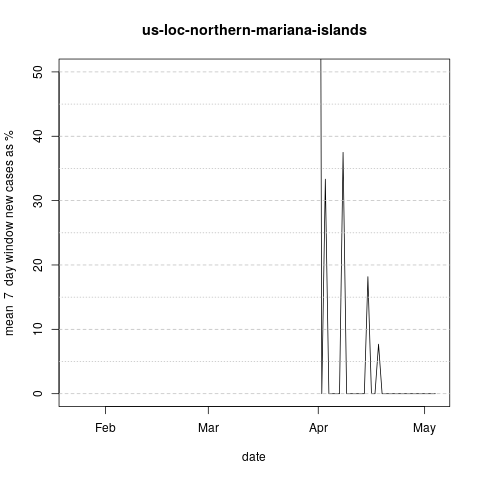 us-loc-northern-mariana-islands
mean  7  day window new cases as %
50
40
30
20
10
0
Feb Mar Apr May
date